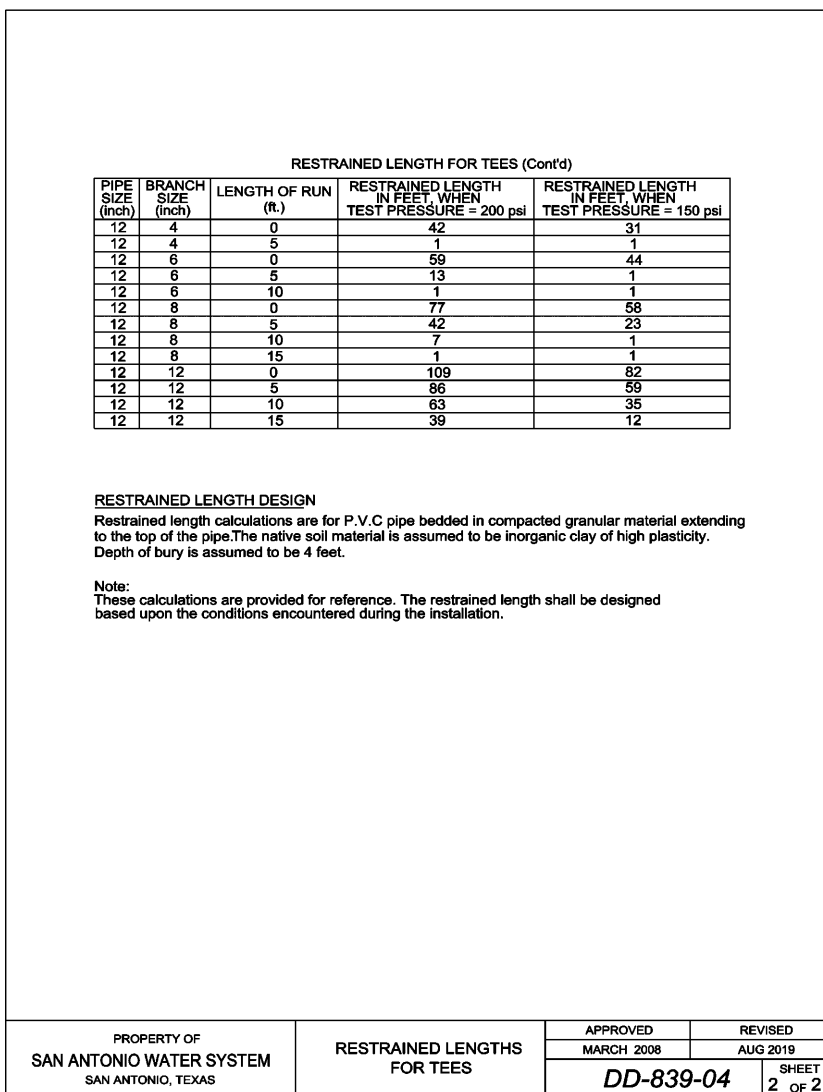 RESTRAINED LENGTH FOR TEES (Cont'd)
PIPE SIZE (inch) BRANCH SIZE (inch) LENGTH OF RUN (ft.) RESTRAINED LENGTH IN FEET, WHEN TEST PRESSURE = 200 psi RESTRAINED LENGTH IN FEET, WHEN TEST PRESSURE = 150 psi
12 4 0 42 31
12 4 5 1 1
12 6 0 59 44
12 6 5 13 1
12 6 10 1 1
12 8 0 77 58
12 8 5 42 23
12 8 10 7 1
12 8 15 1 1
12 12 0 109 82
12 12 5 86 59
12 12 10 63 35
12 12 15 39 12
RESTRAINED LENGTH DESIGN
Restrained length calculations are for P.V.C pipe bedded in compacted granular material extending
to the top of the pipe.The native soil material is assumed to be inorganic clay of high plasticity.
Depth of bury is assumed to be 4 feet.
Note:
These calculations are provided for reference. The restrained length shall be designed
based upon the conditions encountered during the installation.
PROPERTY OF
SAN ANTONIO WATER SYSTEM
SAN ANTONIO, TEXAS
RESTRAINED LENGTHS
FOR TEES
APPROVED REVISED
MARCH 2008 AUG 2019
DD-839-04 SHEET
2 OF 2